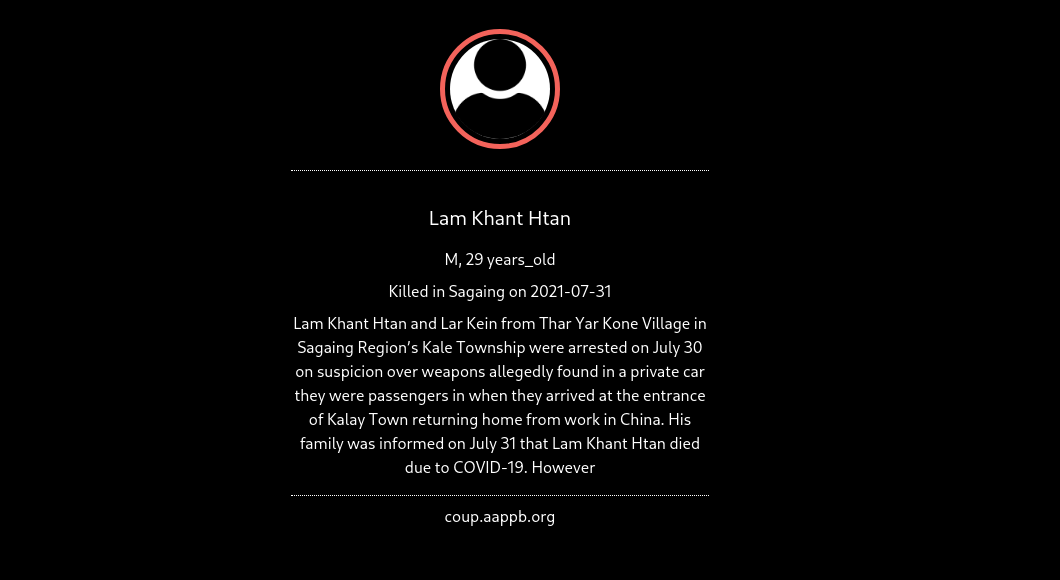 Lam Khant Htan
M, 29 years_old
Killed in Sagaing on 2021-07-31
Lam Khant Htan and Lar Kein from Thar Yar Kone Village in
Sagaing Region’s Kale Township were arrested on July 30
on suspicion over weapons allegedly found in a private car
they were passengers in when they arrived at the entrance
of Kalay Town returning home from work in China. His
family was informed on July 31 that Lam Khant Htan died
due to COVID-19. However
coup.aappb.org